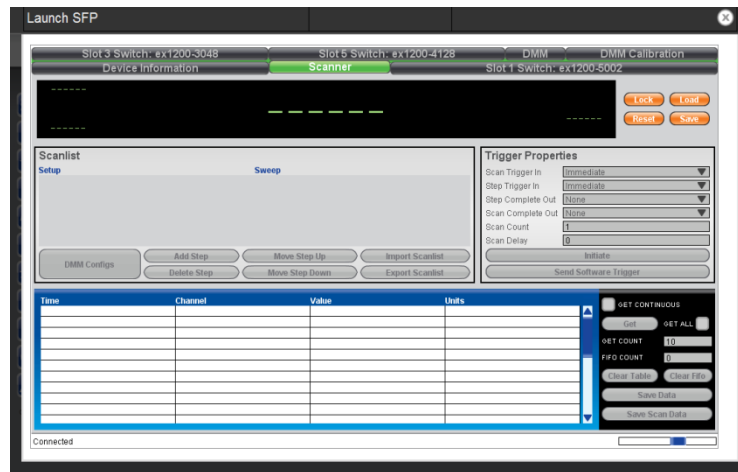 Launch SFP
Slot 3 Switch: ex1200-3048 Slot 5 Switch: ex1200-4128 DMM DMM Calibration
Device Information Scanner Slot 1 Switch: ex1200-5002
------
_ _ _ _ _
------ ------
Lock Load
Reset Save
Scanlist
Setup Sweep
DMM Configs
Add Step Move Step Up Import Scanlist
Delete Step Move Step Down Export Scanlist
Trigger Properties
Scan Trigger In Immediate
Step Trigger In Immediate
Step Complete Out None
Scan Complete Out None
Scan Count 1
Scan Delay 0
Initiate
Send Software Trigger
Time Channel Value Units
GET CONTINUOUS
Get GET ALL
GET COUNT 10
FIFO COUNT 0
Clear Table Clear Fifo
Save Data
Save Scan Data
Connected